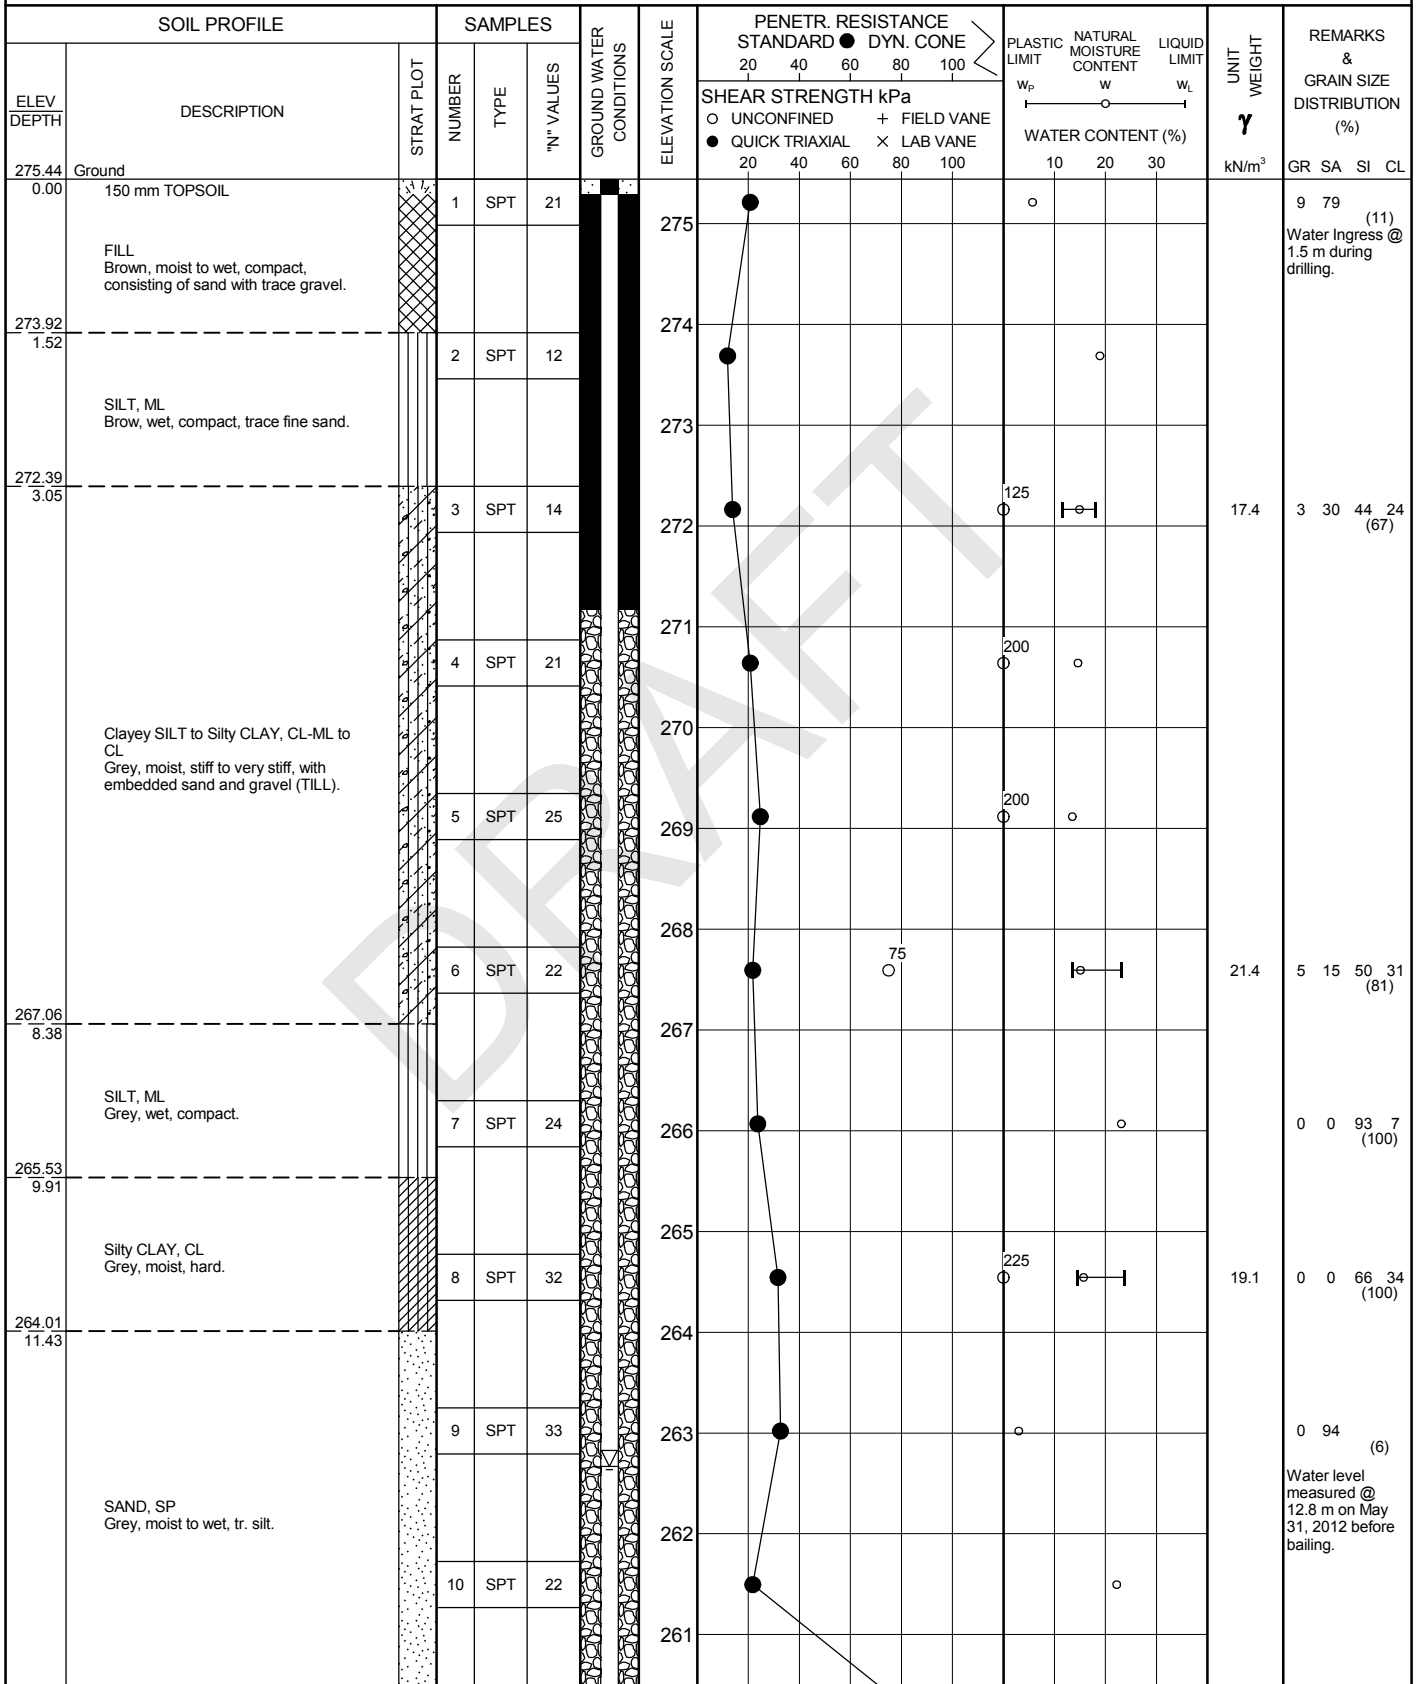 SOIL PROFILE
SAMPLES
GROUND WATER
CONDITIONS
ELEVATION SCALE
PENETR. RESISTANCE
STANDARD DYN. CONE
20 40 60 80 100
SHEAR STRENGTH kPa
UNCONFINED + FIELD VANE
QUICK TRIAXIAL × LAB VANE
20 40 60 80 100
PLASTIC
LIMIT
NATURAL
MOISTURE
CONTENT
LIQUID
LIMIT
WP W WL
WATER CONTENT (%)
10 20 30
UNIT
WEIGHT
γ
kN/m³
REMARKS
&
GRAIN SIZE
DISTRIBUTION
(%)
GR SA SI CL
ELEV
DEPTH
DESCRIPTION
STRAT PLOT
NUMBER
TYPE
"N" VALUES
275.44 Ground
0.00
150 mm TOPSOIL
1 SPT 21
275
9 79
(11)
Water Ingress @
1.5 m during
drilling.
FILL
Brown, moist to wet, compact,
consisting of sand with trace gravel.
273.92
1.52
274
2 SPT 12
SILT, ML
Brow, wet, compact, trace fine sand.
273
272.39
3.05
3 SPT 14
125
17.4
3 30 44 24
(67)
272
271
4 SPT 21
200
270
Clayey SILT to Silty CLAY, CL-ML to
CL
Grey, moist, stiff to very stiff, with
embedded sand and gravel (TILL).
5 SPT 25
200
269
268
6 SPT 22
75
21.4
5 15 50 31
(81)
267.06
8.38
267
SILT, ML
Grey, wet, compact.
7 SPT 24
266
0 0 93 7
(100)
265.53
9.91
265
Silty CLAY, CL
Grey, moist, hard.
8 SPT 32
225
19.1
0 0 66 34
(100)
264.01
11.43
264
9 SPT 33
263
0 94
(6)
Water level
measured @
12.8 m on May
31, 2012 before
bailing.
SAND, SP
Grey, moist to wet, tr. silt.
262
10 SPT 22
261
DRAFT